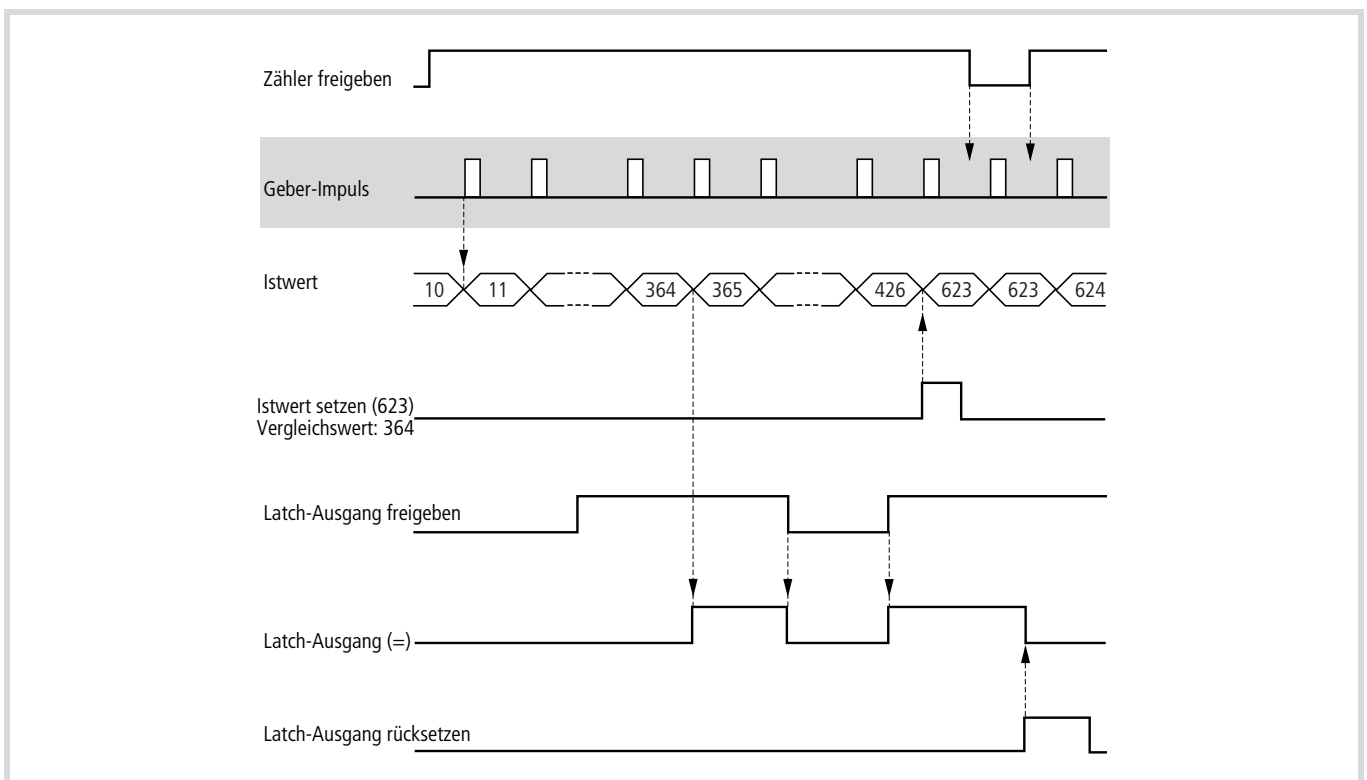 Zähler freigeben
Geber-Impuls
Istwert
10 11 364 365 426 623 623 624
Istwert setzen (623)
Vergleichswert: 364
Latch-Ausgang freigeben
Latch-Ausgang (=)
Latch-Ausgang rücksetzen